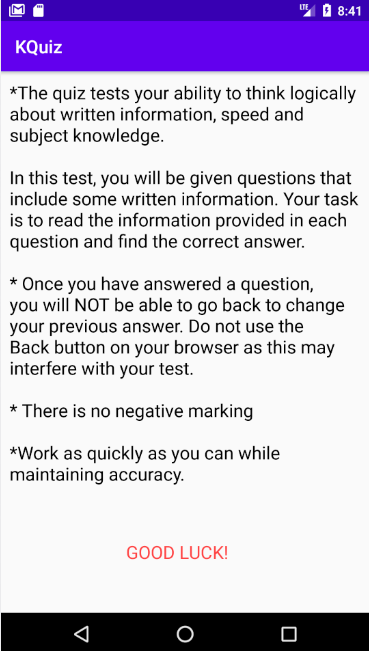 LTE 8:41
KQuiz
*The quiz tests your ability to think logically
about written information, speed and
subject knowledge.
In this test, you will be given questions that
include some written information. Your task
is to read the information provided in each
question and find the correct answer.
* Once you have answered a question,
you will NOT be able to go back to change
your previous answer. Do not use the
Back button on your browser as this may
interfere with your test.
* There is no negative marking
*Work as quickly as you can while
maintaining accuracy.
GOOD LUCK!